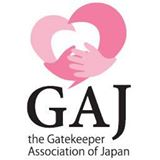 GAJ
the Gatekeeper
Association of Japan